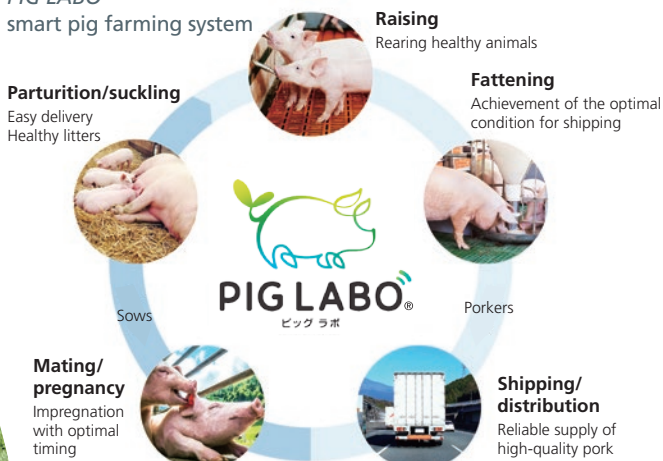 PIG LABO
smart pig farming system
Raising
Rearing healthy animals
Fattening
Achievement of the optimal
condition for shipping
Parturition/suckling
Easy delivery
Healthy litters
PIG LABO®
ピッグ ラボ
Sows
Porkers
Mating/
pregnancy
Impregnation
with optimal
timing
Shipping/
distribution
Reliable supply of
high-quality pork